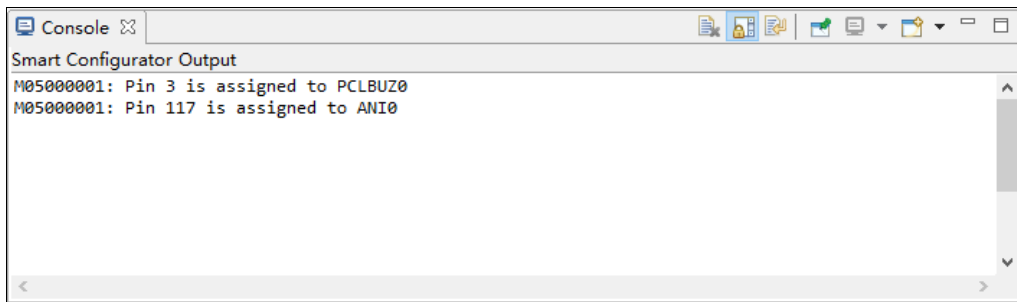 Console
Smart Configurator Output
M05000001: Pin 3 is assigned to PCLBUZ0
M05000001: Pin 117 is assigned to ANI0